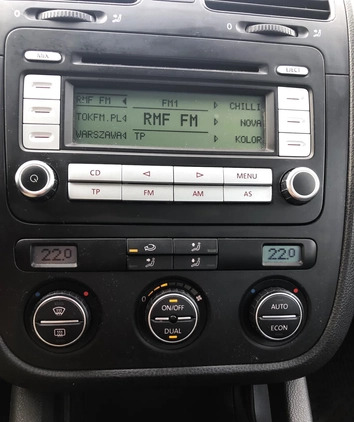 RMF FM FM1 CHILLI
TOKFM.PL RMF FM NOVA
WARSZAWA TP KOLOR
CD MENU
TP FM AM AS
22.0 22.0
ON/OFF AUTO
DUAL ECON